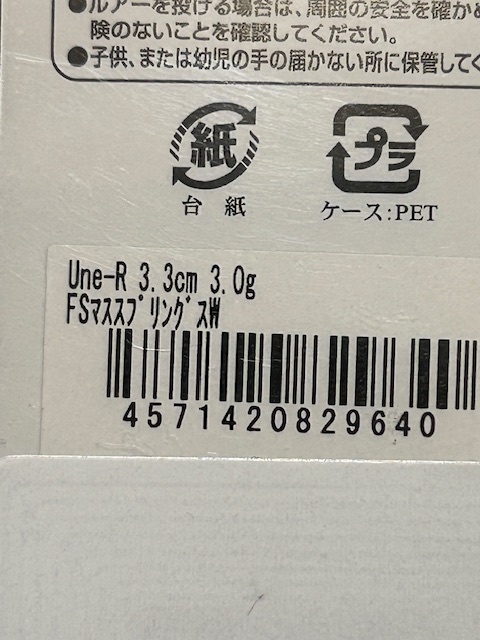 ●ルアーを投げる場合は、周囲の安全を確かめ
険のないことを確認してください。
●子供、または幼児の手の届かない所に保管してく
紙
プラ
台紙
ケース:PET
Une-R 3.3cm 3.0g
FSﾏｽｽﾌﾟﾘﾝｸﾞｽW
4571420829640